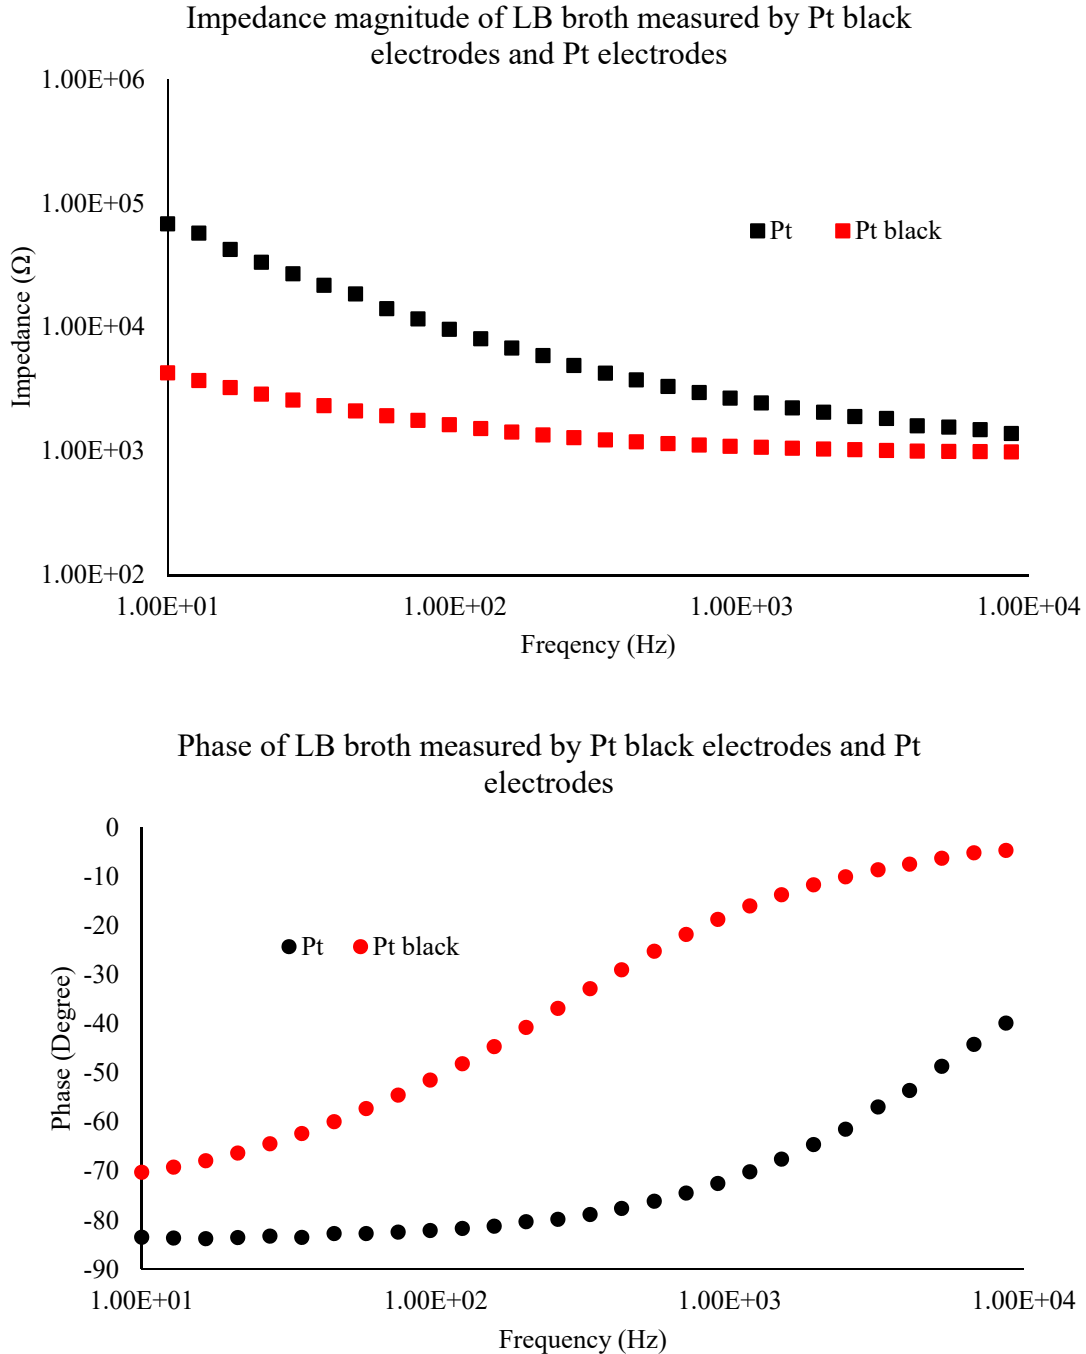 Impedance magnitude of LB broth measured by Pt black
electrodes and Pt electrodes
1.00E+06
1.00E+05
1.00E+04
1.00E+03
1.00E+02
Impedance (Ω)
Pt
Pt black
1.00E+01
1.00E+02
1.00E+03
1.00E+04
Freqency (Hz)
Phase of LB broth measured by Pt black electrodes and Pt
electrodes
0
-10
-20
-30
-40
-50
-60
-70
-80
-90
Phase (Degree)
Pt
Pt black
1.00E+01
1.00E+02
1.00E+03
1.00E+04
Frequency (Hz)